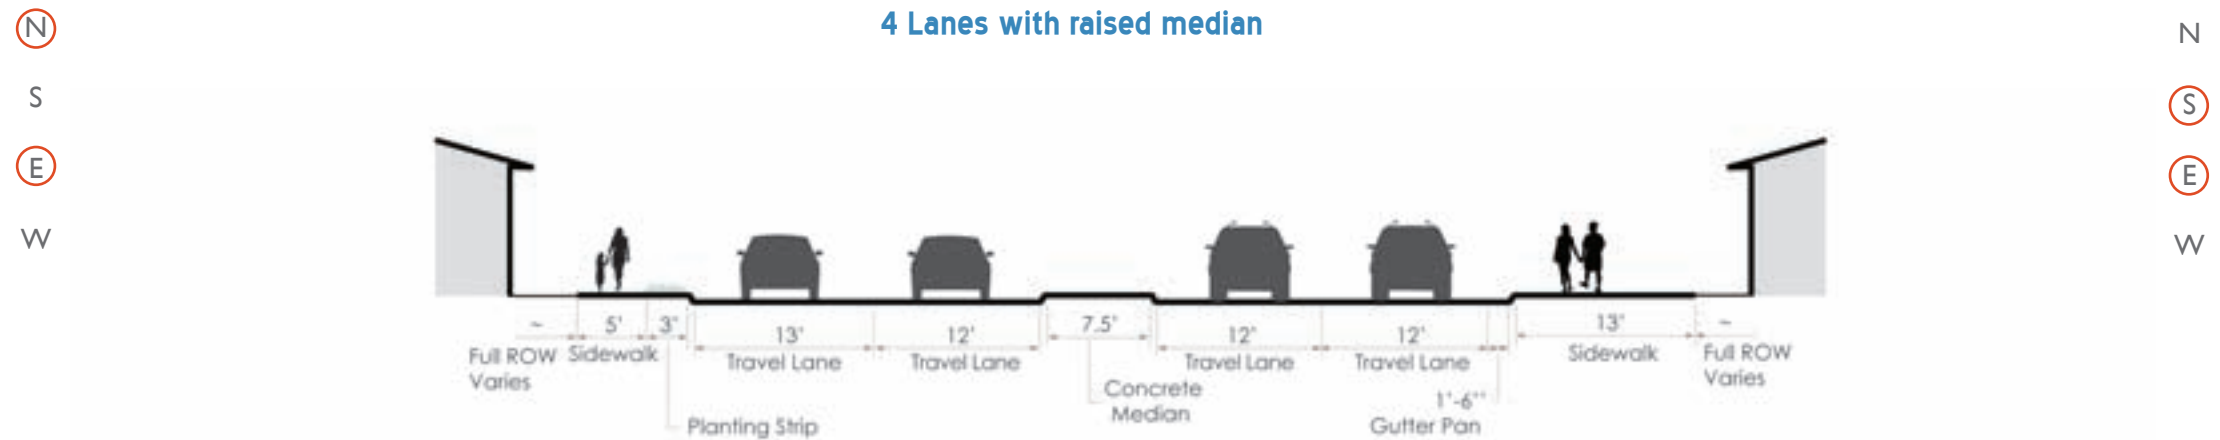 4 Lanes with raised median
N
S
E
W
N
S
E
W
~
5'
3'
13'
12'
7.5'
12'
12'
13'
~
Full ROW
Varies
Sidewalk
Travel Lane
Travel Lane
Travel Lane
Travel Lane
Sidewalk
Full ROW
Varies
Concrete
Median
1'-6"
Gutter Pan
Planting Strip